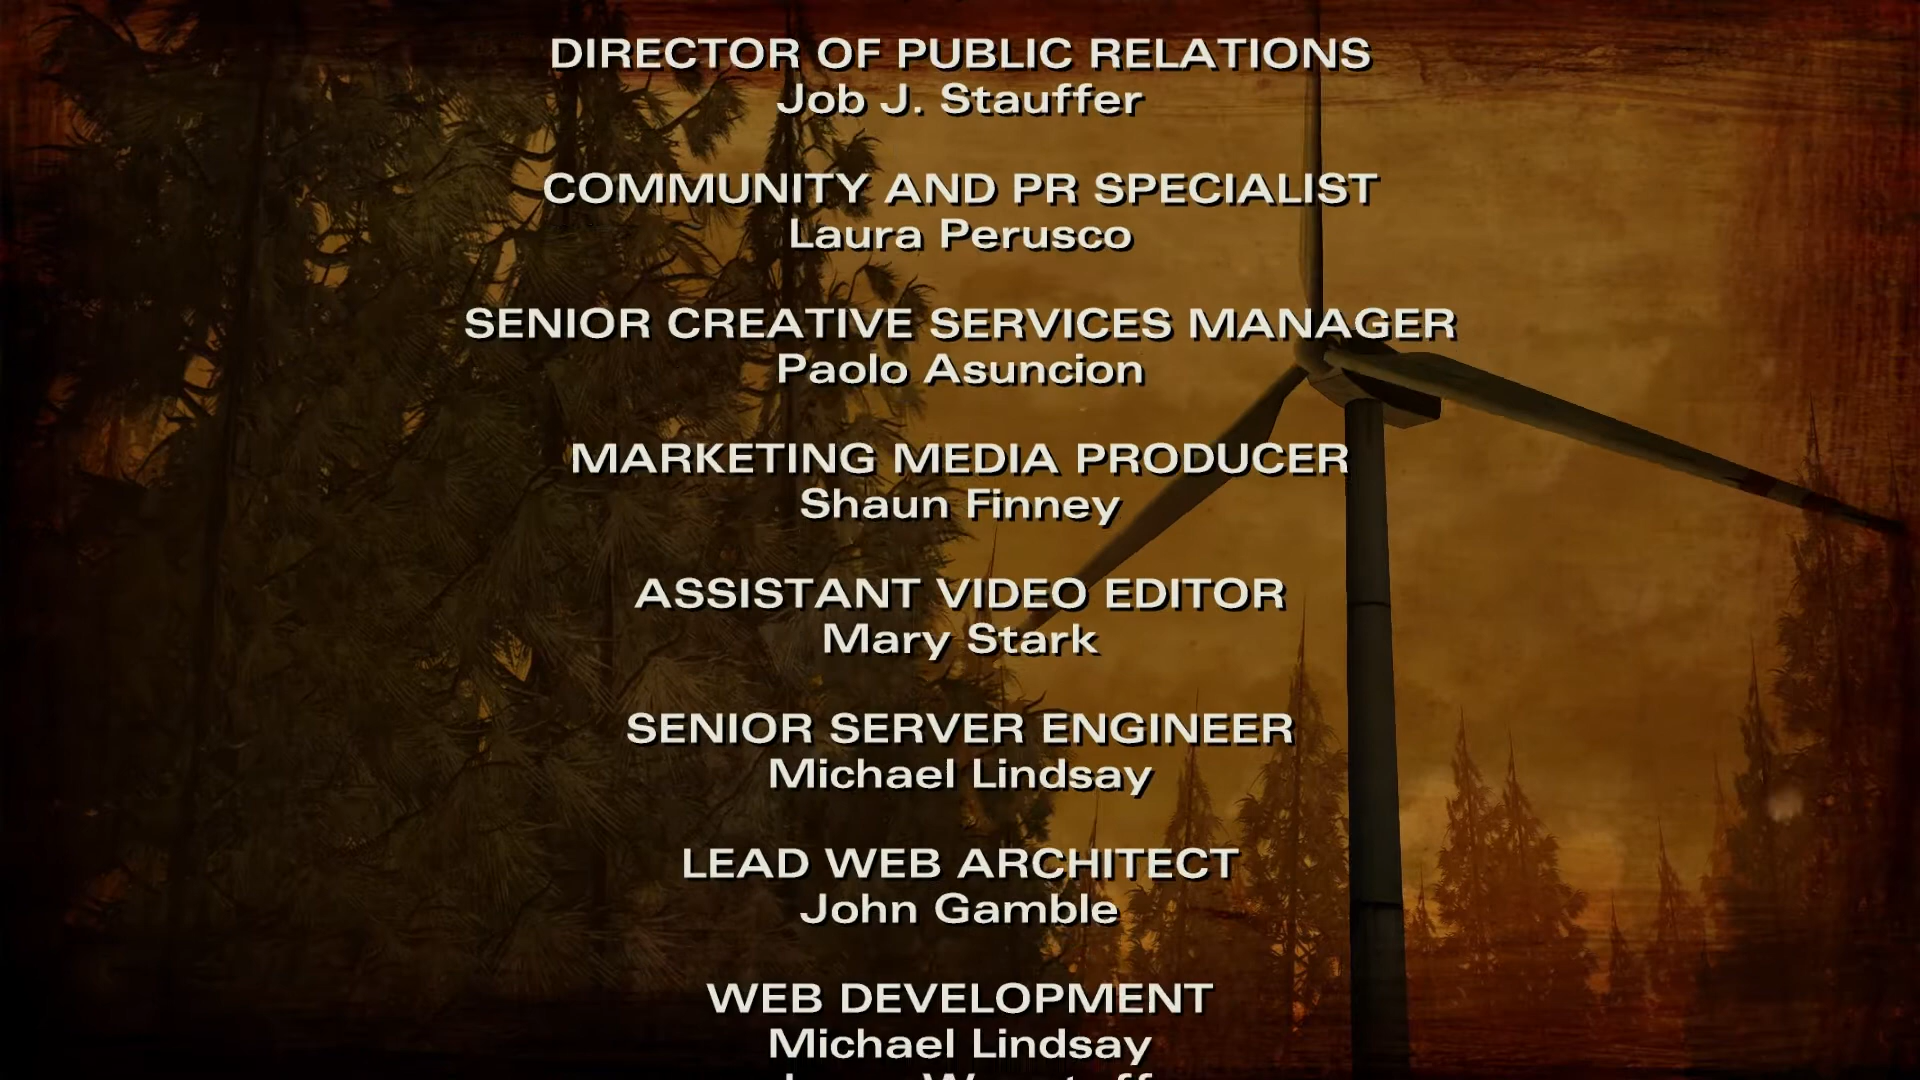 DIRECTOR OF PUBLIC RELATIONS
Job J. Stauffer
COMMUNITY AND PR SPECIALIST
Laura Perusco
SENIOR CREATIVE SERVICES MANAGER
Paolo Asuncion
MARKETING MEDIA PRODUCER
Shaun Finney
ASSISTANT VIDEO EDITOR
Mary Stark
SENIOR SERVER ENGINEER
Michael Lindsay
LEAD WEB ARCHITECT
John Gamble
WEB DEVELOPMENT
Michael Lindsay